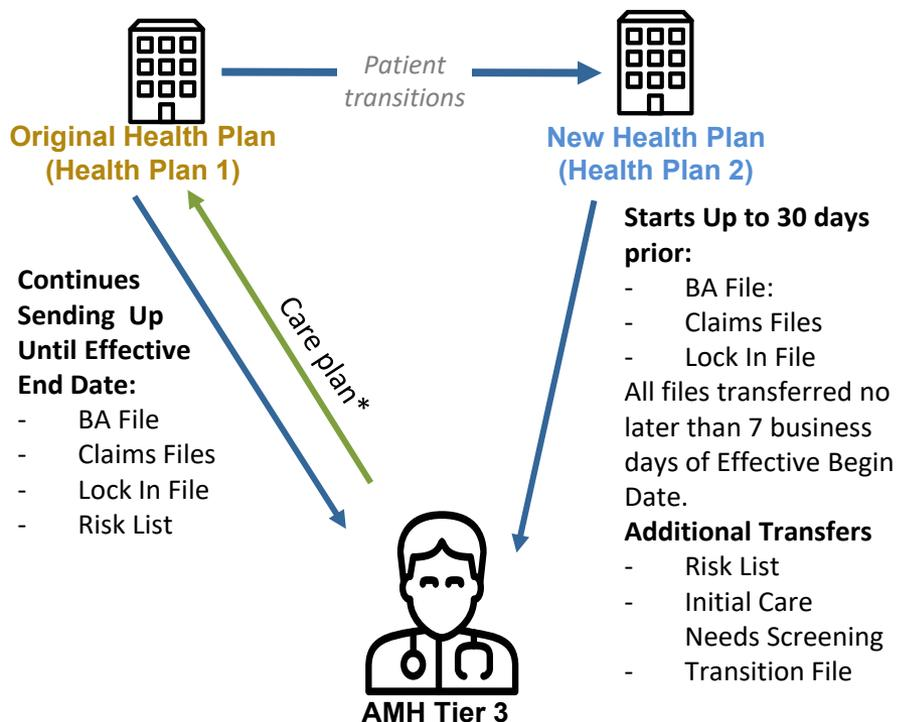 Patient
transitions
Original Health Plan
(Health Plan 1)
New Health Plan
(Health Plan 2)
Continues
Sending Up
Until Effective
End Date:
- BA File
- Claims Files
- Lock In File
- Risk List
Care plan*
Starts Up to 30 days
prior:
- BA File:
- Claims Files
- Lock In File
All files transferred no
later than 7 business
days of Effective Begin
Date.
Additional Transfers
- Risk List
- Initial Care
Needs Screening
- Transition File
AMH Tier 3